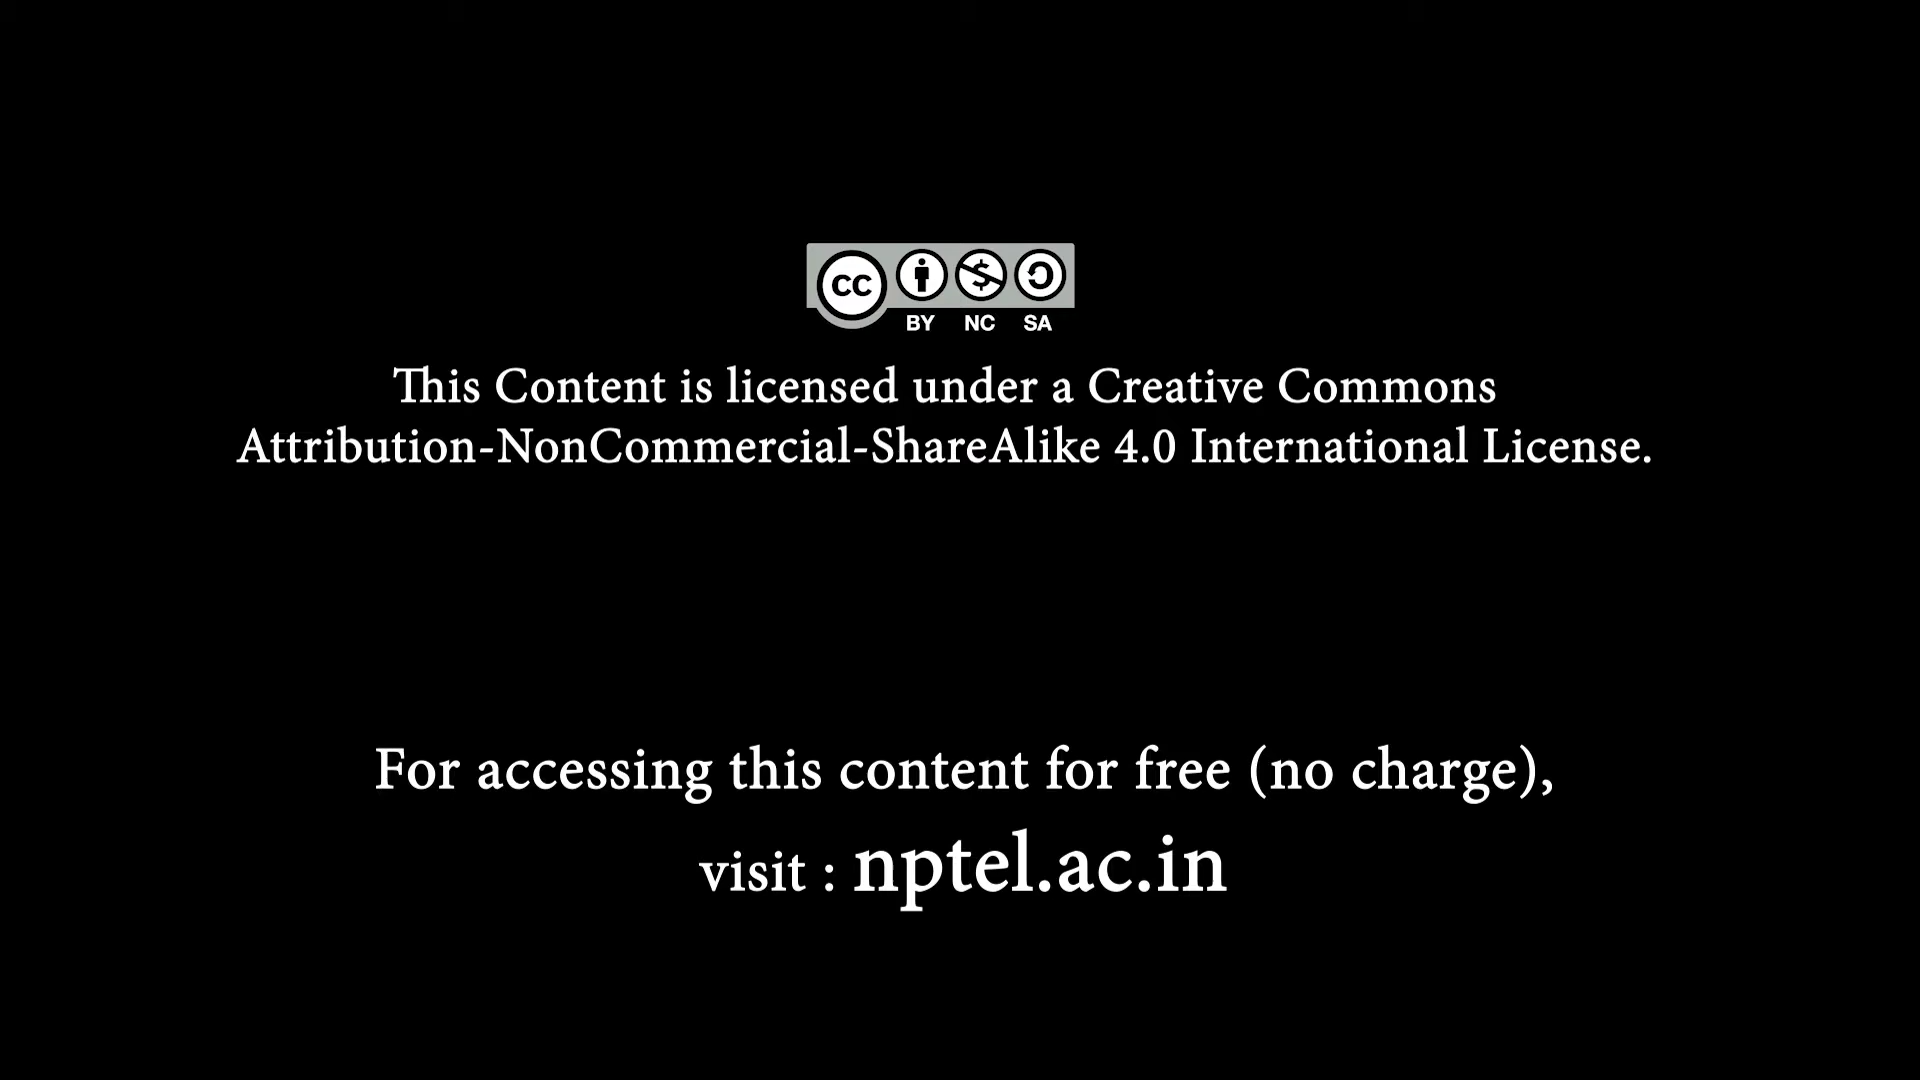 cc
BY NC SA
This Content is licensed under a Creative Commons
Attribution-NonCommercial-ShareAlike 4.0 International License.
For accessing this content for free (no charge),
visit : nptel.ac.in